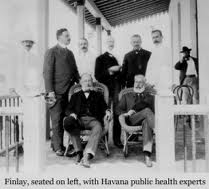 Finlay, seated on left, with Havana public health experts